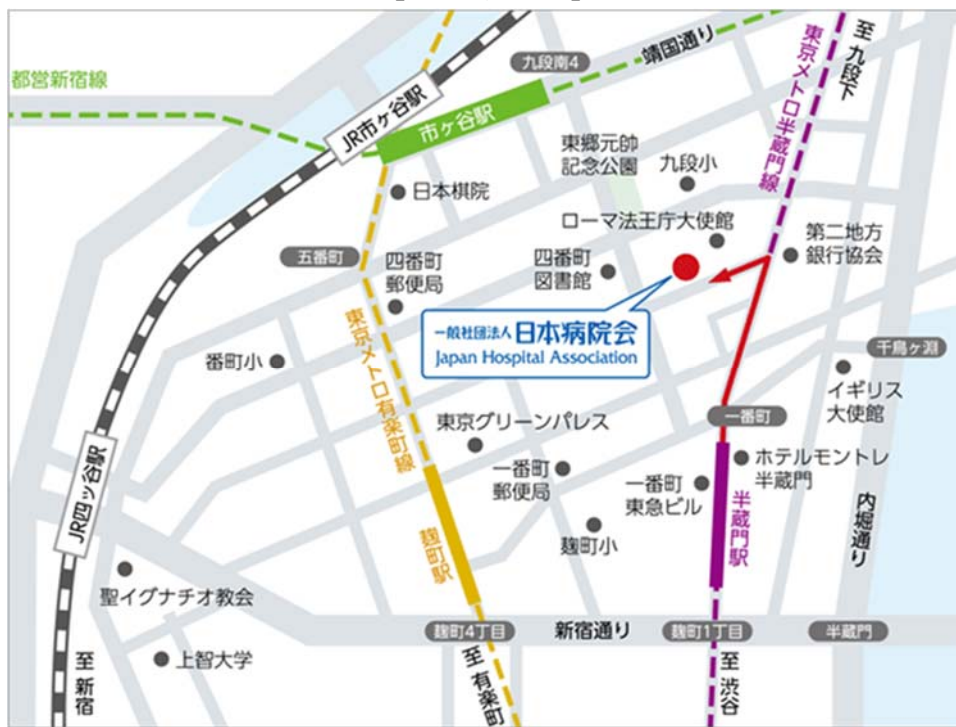 都営新宿線
JR市ヶ谷駅
市ヶ谷駅
九段南4
靖国通り
東京メトロ半蔵門線
至 九段下
日本棋院
東郷元帥
記念公園
九段小
ローマ法王庁大使館
第二地方
銀行協会
五番町
四番町
郵便局
四番町
図書館
一般社団法人 日本病院会
Japan Hospital Association
東京メトロ有楽町線
番町小
千鳥ヶ淵
イギリス
大使館
一番町
東京グリーンパレス
一番町
郵便局
一番町
東急ビル
ホテルモントレ
半蔵門
JR四ッ谷駅
麹町駅
麹町小
半蔵門駅
内堀通り
聖イグナチオ教会
上智大学
麹町4丁目
新宿通り
麹町1丁目
半蔵門
至 新宿
至 有楽町
至 渋谷